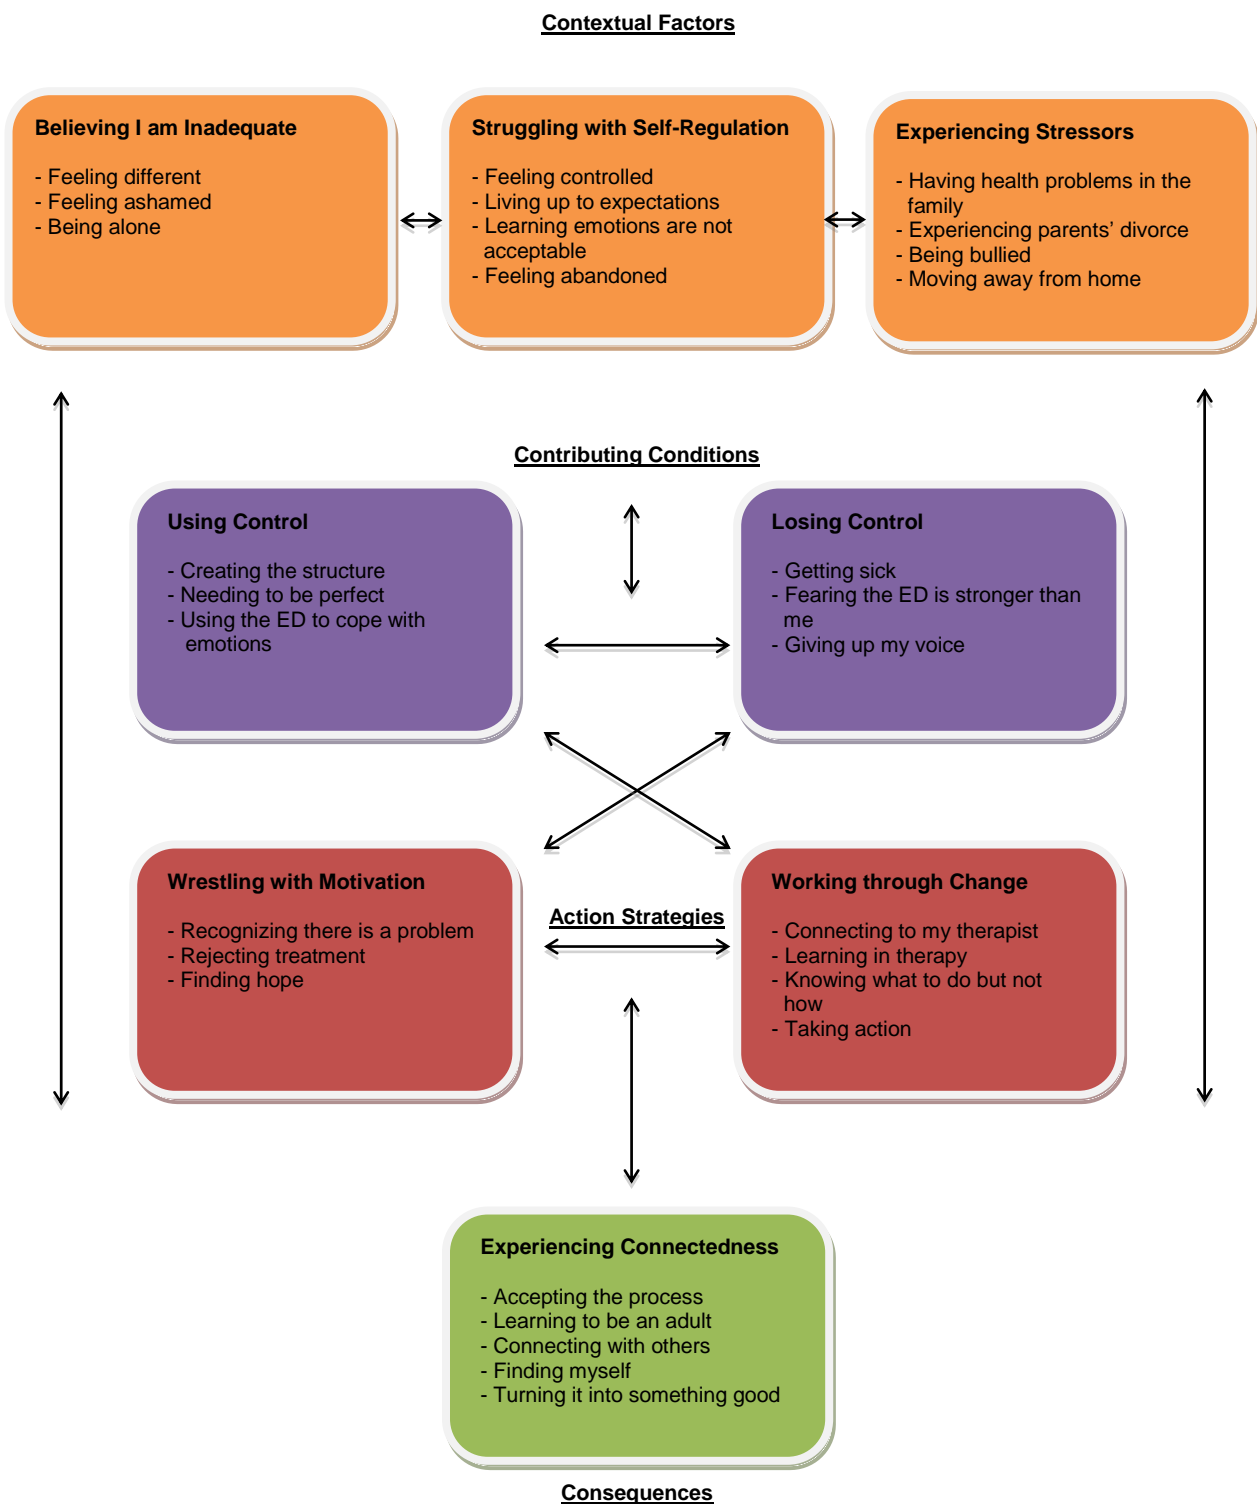 Contextual Factors
Believing I am Inadequate
- Feeling different
- Feeling ashamed
- Being alone
Struggling with Self-Regulation
- Feeling controlled
- Living up to expectations
- Learning emotions are not
acceptable
- Feeling abandoned
Experiencing Stressors
- Having health problems in the
family
- Experiencing parents’ divorce
- Being bullied
- Moving away from home
Contributing Conditions
Using Control
- Creating the structure
- Needing to be perfect
- Using the ED to cope with
emotions
Losing Control
- Getting sick
- Fearing the ED is stronger than
me
- Giving up my voice
Wrestling with Motivation
- Recognizing there is a problem
- Rejecting treatment
- Finding hope
Action Strategies
Working through Change
- Connecting to my therapist
- Learning in therapy
- Knowing what to do but not
how
- Taking action
Experiencing Connectedness
- Accepting the process
- Learning to be an adult
- Connecting with others
- Finding myself
- Turning it into something good
Consequences